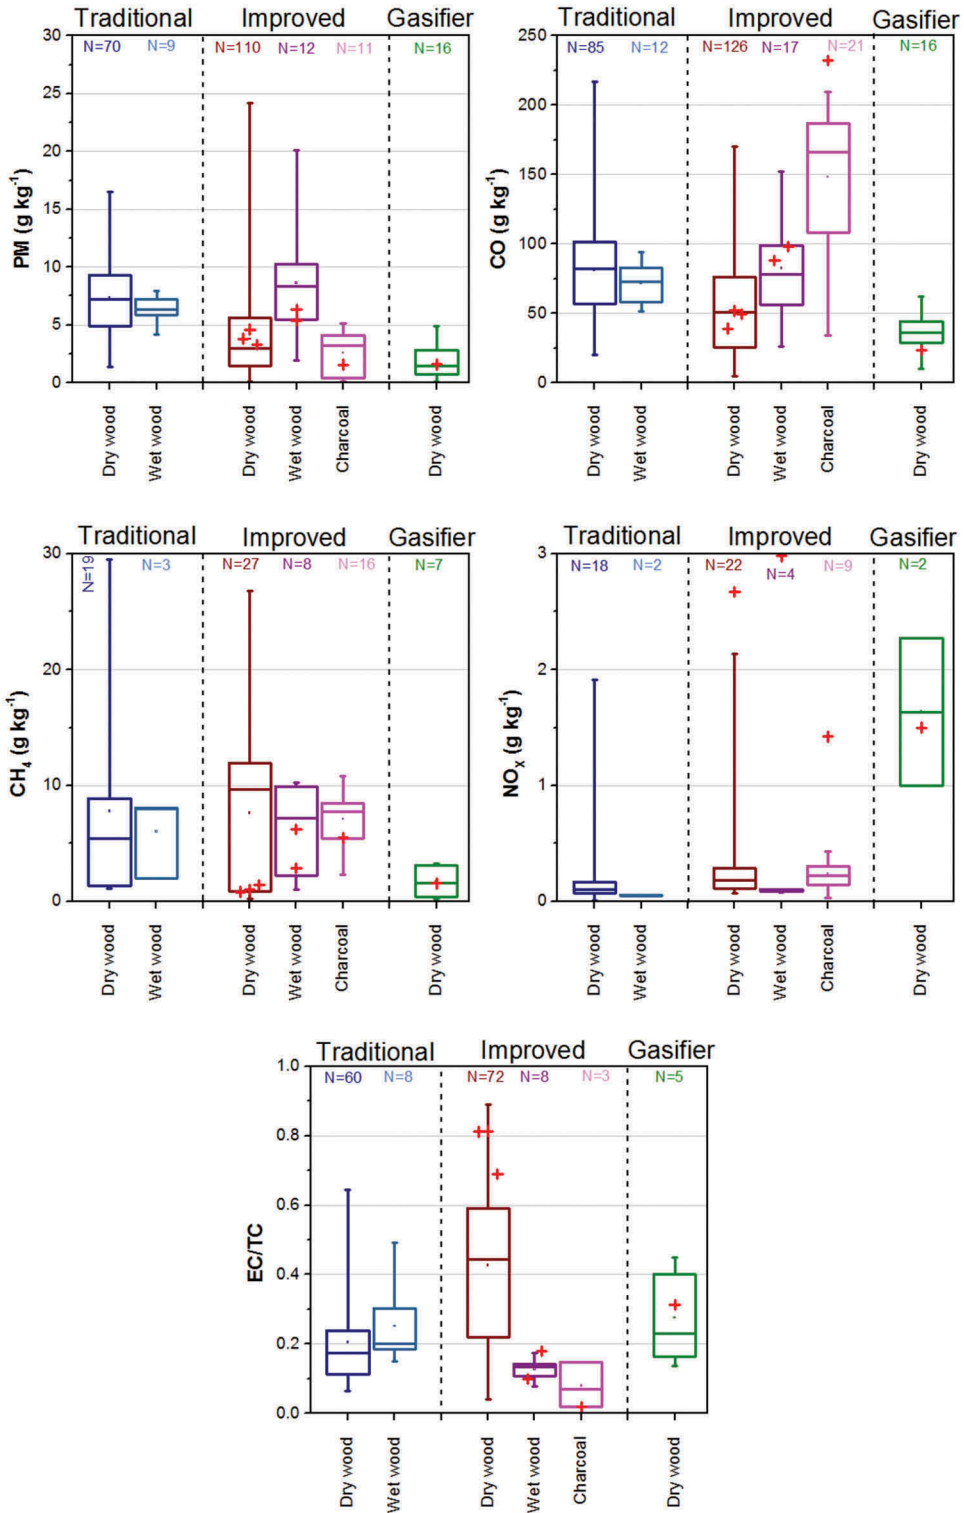 Traditional Improved Gasifier
30 N=70 N=9 N=110 N=12 N=11 N=16
25
20
15
10
5
0
PM (g kg⁻¹)
Dry wood Wet wood Dry wood Wet wood Charcoal Dry wood
Traditional Improved Gasifier
250 N=85 N=12 N=126 N=17 N=21 N=16
200
150
100
50
0
CO (g kg⁻¹)
Dry wood Wet wood Dry wood Wet wood Charcoal Dry wood
Traditional Improved Gasifier
30 N=19 N=3 N=27 N=8 N=16 N=7
20
10
0
CH₄ (g kg⁻¹)
Dry wood Wet wood Dry wood Wet wood Charcoal Dry wood
Traditional Improved Gasifier
3 N=18 N=2 N=22 N=4 N=9 N=2
2
1
0
NOₓ (g kg⁻¹)
Dry wood Wet wood Dry wood Wet wood Charcoal Dry wood
Traditional Improved Gasifier
1.0 N=60 N=8 N=72 N=8 N=3 N=5
0.8
0.6
0.4
0.2
0.0
EC/TC
Dry wood Wet wood Dry wood Wet wood Charcoal Dry wood